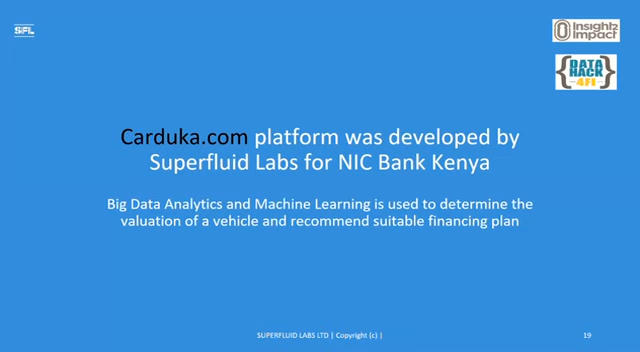 SFL
Insight2
Impact
DATA
HACK
4FI
Carduka.com platform was developed by
Superfluid Labs for NIC Bank Kenya
Big Data Analytics and Machine Learning is used to determine the
valuation of a vehicle and recommend suitable financing plan
SUPERFLUID LABS LTD | Copyright (c) |
19